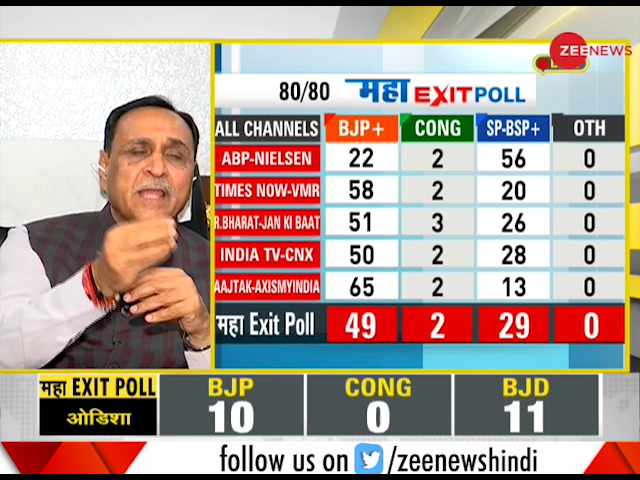 ZEENEWS
80/80 महा EXIT POLL
ALL CHANNELS BJP+ CONG SP-BSP+ OTH
ABP-NIELSEN 22 2 56 0
TIMES NOW-VMR 58 2 20 0
R.BHARAT-JAN KI BAAT 51 3 26 0
INDIA TV-CNX 50 2 28 0
AAJTAK-AXISMYINDIA 65 2 13 0
महा Exit Poll 49 2 29 0
महा EXIT POLL BJP CONG BJD
ओडिशा 10 0 11
follow us on /zeenewshindi